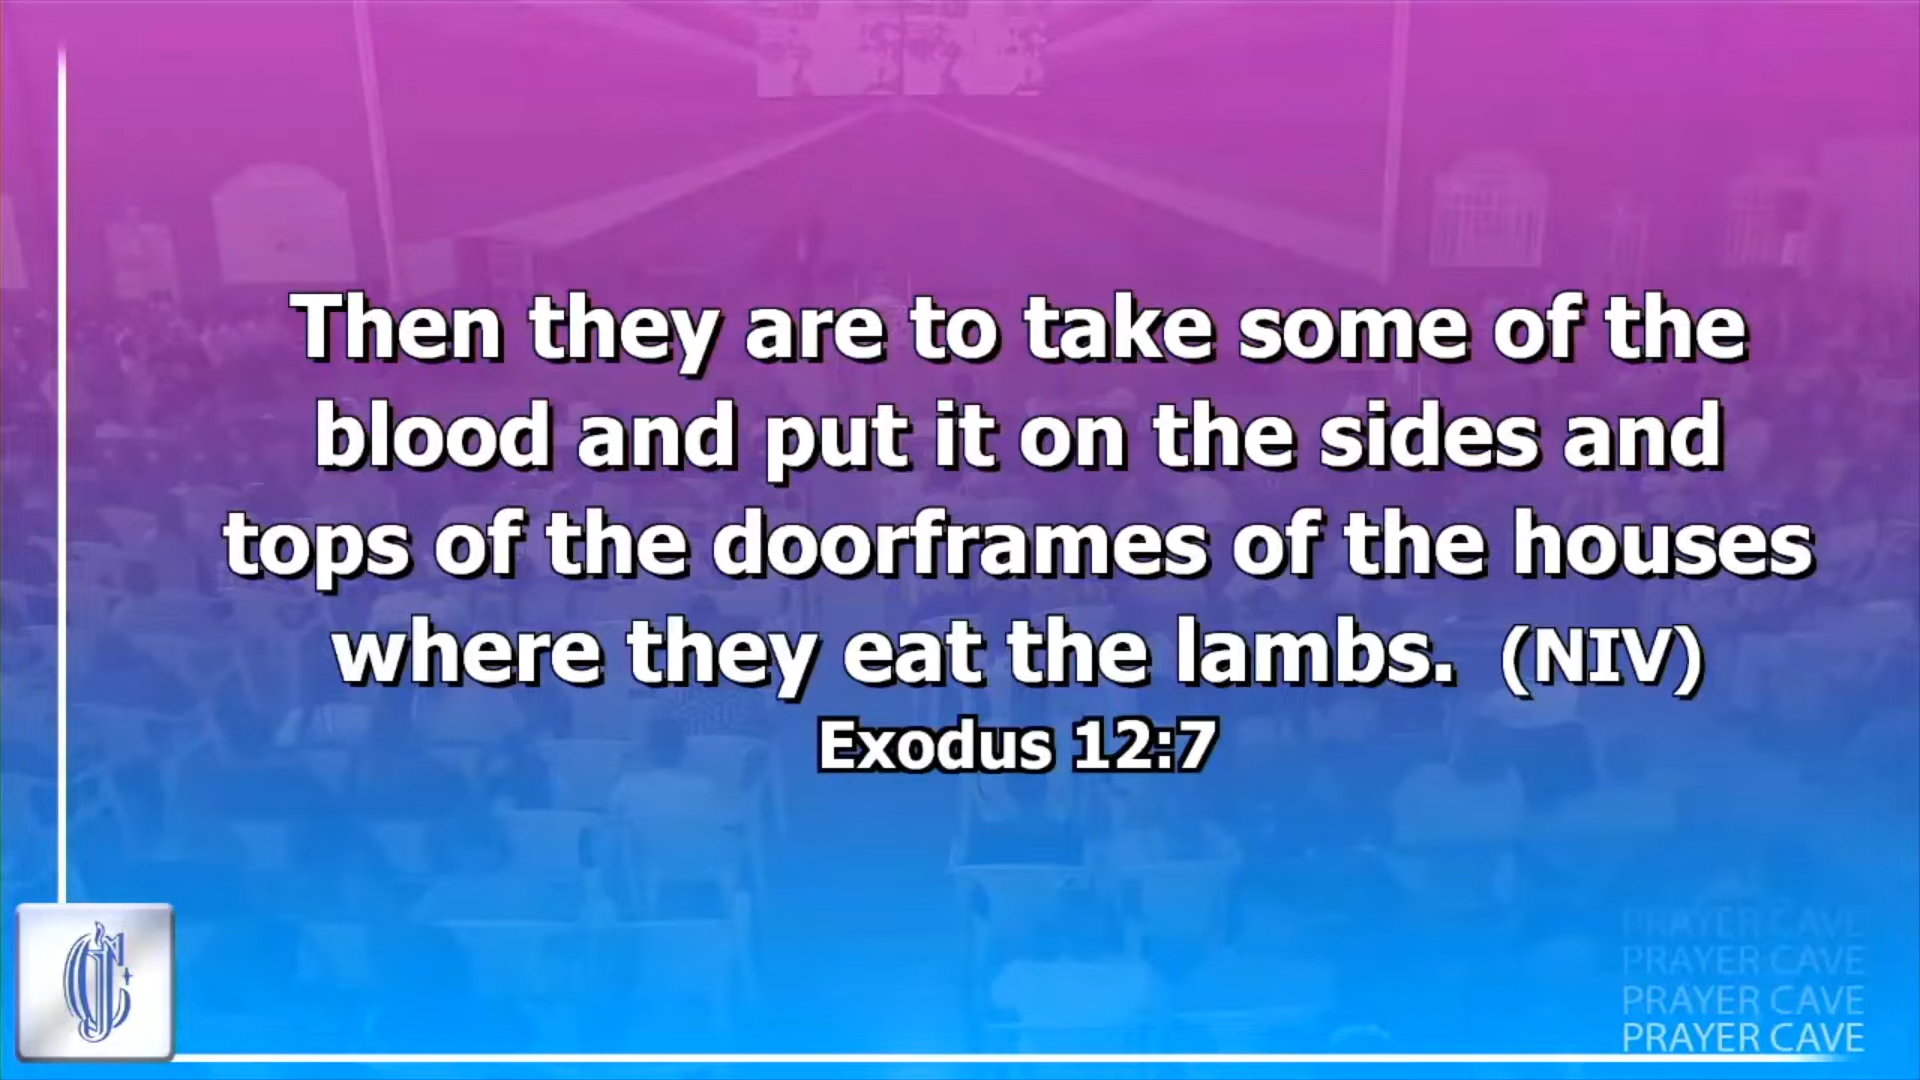 Then they are to take some of the
blood and put it on the sides and
tops of the doorframes of the houses
where they eat the lambs. (NIV)
Exodus 12:7
PRAYER CAVE
PRAYER CAVE
PRAYER CAVE
PRAYER CAVE